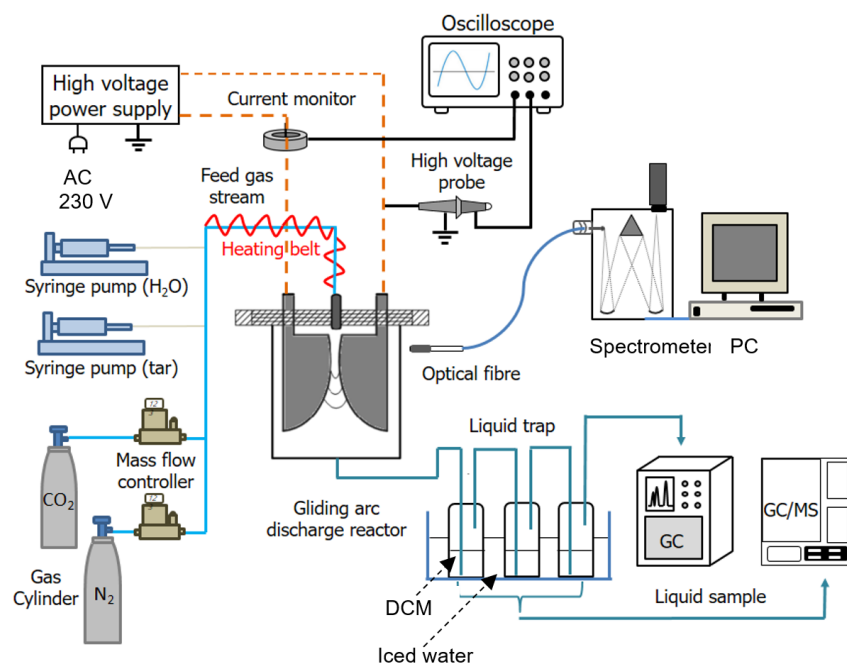 Oscilloscope
High voltage
power supply
Current monitor
AC
230 V
Feed gas
stream
High voltage
probe
Heating belt
Syringe pump (H₂O)
Syringe pump (tar)
Optical fibre
Spectrometer
PC
Mass flow
controller
CO₂
N₂
Gas
Cylinder
Gliding arc
discharge reactor
Liquid trap
GC
GC/MS
DCM
Liquid sample
Iced water